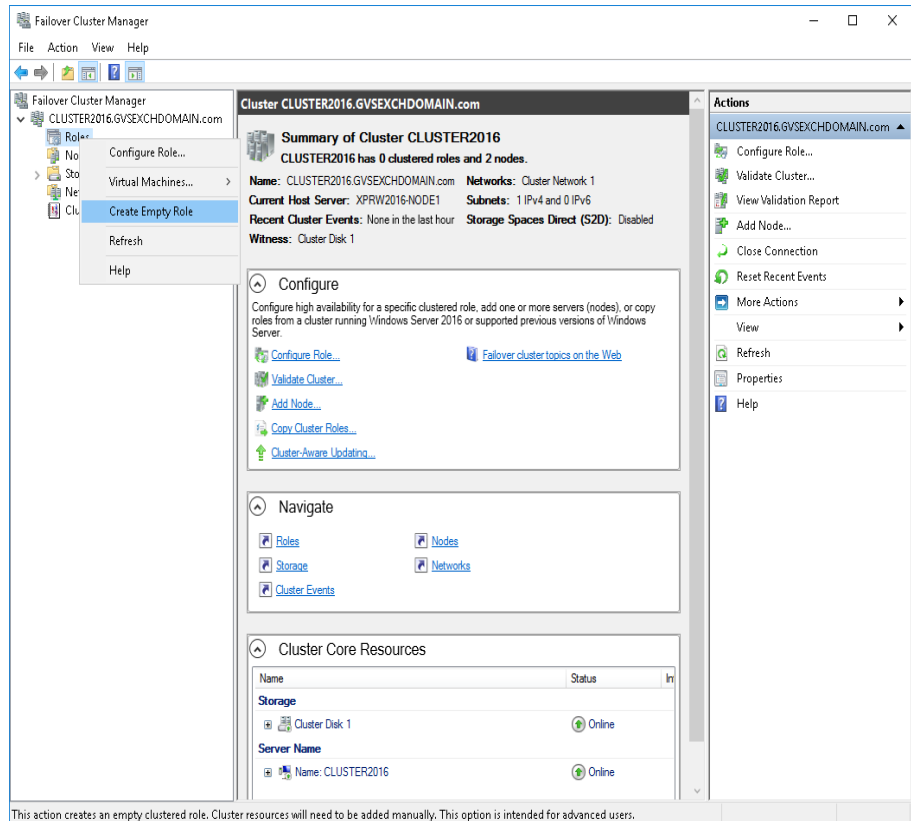 Failover Cluster Manager
File Action View Help
Failover Cluster Manager
CLUSTER2016.GVSEXCHDOMAIN.com
Roles
No
Sto
Ne
Clu
Configure Role...
Virtual Machines...
Create Empty Role
Refresh
Help
Cluster CLUSTER2016.GVSEXCHDOMAIN.com
Summary of Cluster CLUSTER2016
CLUSTER2016 has 0 clustered roles and 2 nodes.
Name: CLUSTER2016.GVSEXCHDOMAIN.com Networks: Cluster Network 1
Current Host Server: XPRW2016-NODE1 Subnets: 1 IPv4 and 0 IPv6
Recent Cluster Events: None in the last hour Storage Spaces Direct (S2D): Disabled
Witness: Cluster Disk 1
Configure
Configure high availability for a specific clustered role, add one or more servers (nodes), or copy
roles from a cluster running Windows Server 2016 or supported previous versions of Windows
Server.
Configure Role... Failover cluster topics on the Web
Validate Cluster...
Add Node...
Copy Cluster Roles...
Cluster-Aware Updating...
Navigate
Roles Nodes
Storage Networks
Cluster Events
Cluster Core Resources
Name Status In
Storage
Cluster Disk 1 Online
Server Name
Name: CLUSTER2016 Online
Actions
CLUSTER2016.GVSEXCHDOMAIN.com
Configure Role...
Validate Cluster...
View Validation Report
Add Node...
Close Connection
Reset Recent Events
More Actions
View
Refresh
Properties
Help
This action creates an empty clustered role. Cluster resources will need to be added manually. This option is intended for advanced users.